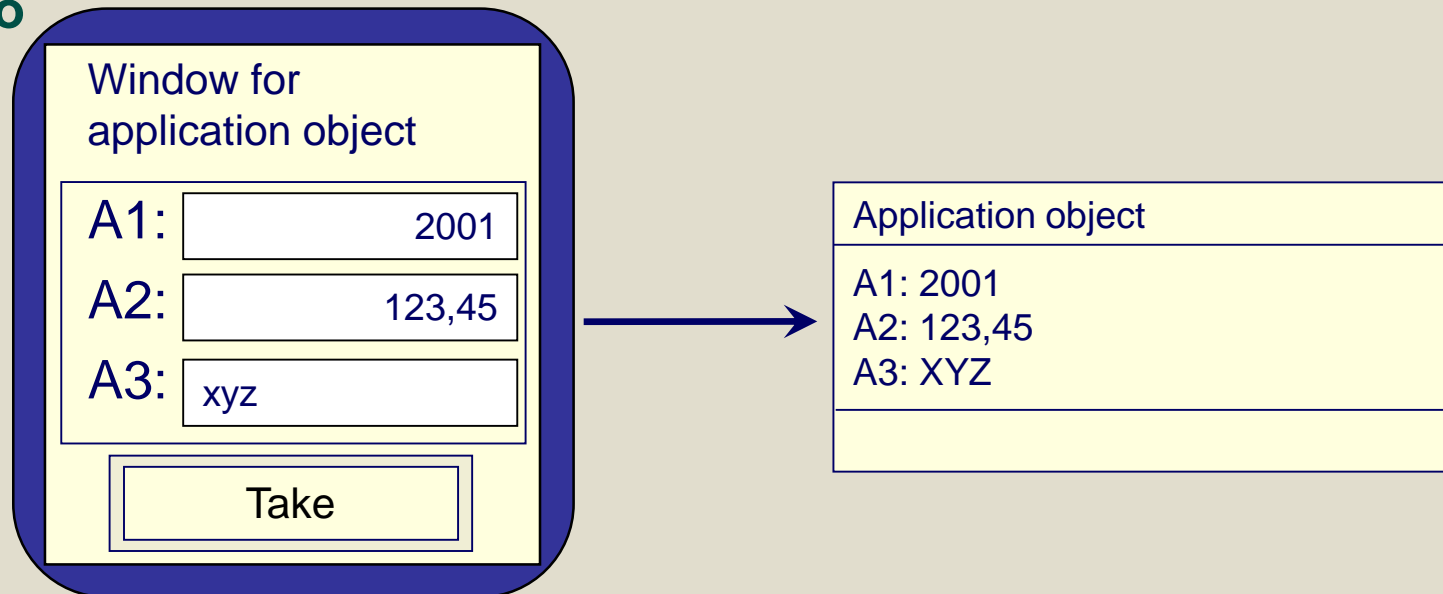 o
Window for
application object
A1: 2001
A2: 123,45
A3: xyz
Take
Application object
A1: 2001
A2: 123,45
A3: XYZ